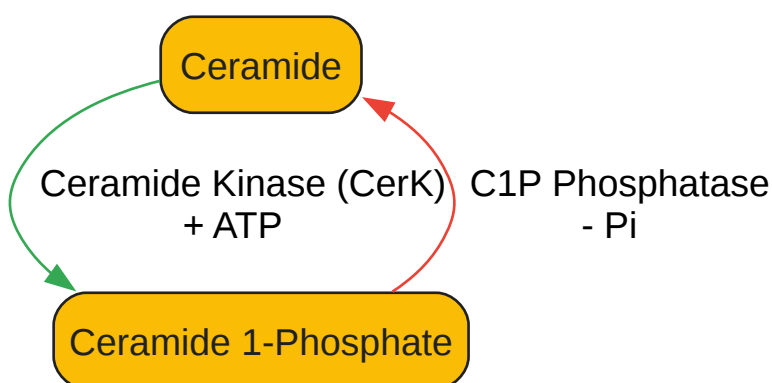 Ceramide
Ceramide Kinase (CerK)
+ ATP
C1P Phosphatase
- Pi
Ceramide 1-Phosphate